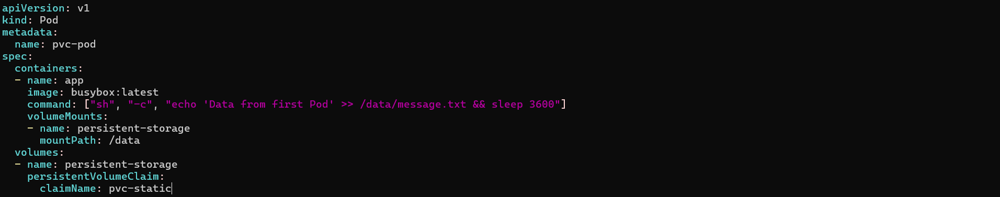 apiVersion: v1
kind: Pod
metadata:
  name: pvc-pod
spec:
  containers:
  - name: app
    image: busybox:latest
    command: ["sh", "-c", "echo 'Data from first Pod' >> /data/message.txt && sleep 3600"]
    volumeMounts:
    - name: persistent-storage
      mountPath: /data
  volumes:
  - name: persistent-storage
    persistentVolumeClaim:
      claimName: pvc-static